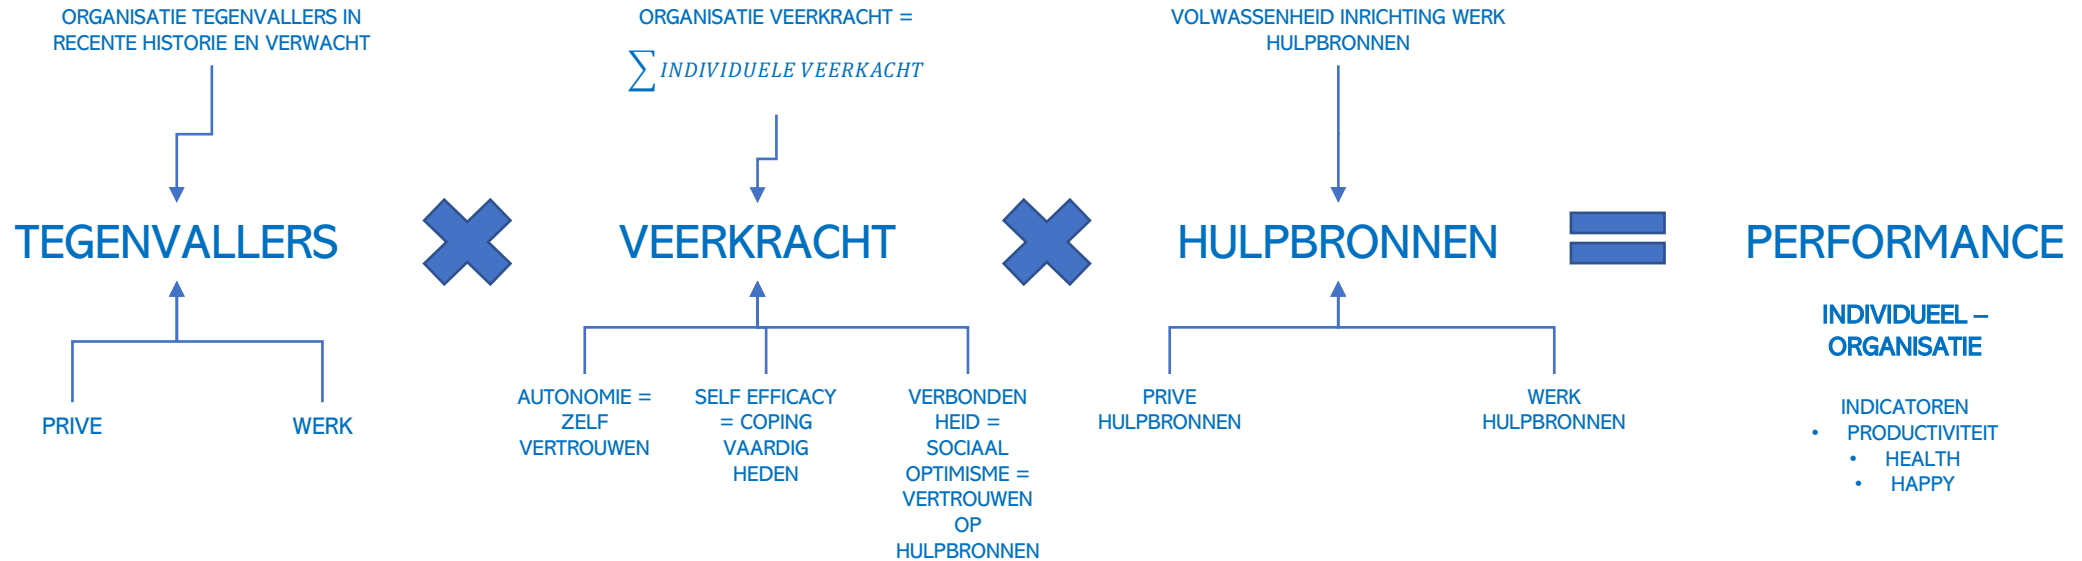 ORGANISATIE TEGENVALLERS IN
RECENTE HISTORIE EN VERWACHT
ORGANISATIE VEERKRACHT =
∑ INDIVIDUELE VEERKACHT
VOLWASSENHEID INRICHTING WERK
HULPBRONNEN
TEGENVALLERS
VEERKRACHT
HULPBRONNEN
PERFORMANCE
PRIVE
WERK
AUTONOMIE =
ZELF
VERTROUWEN
SELF EFFICACY
= COPING
VAARDIG
HEDEN
VERBONDEN
HEID =
SOCIAAL
OPTIMISME =
VERTROUWEN
OP
HULPBRONNEN
PRIVE
HULPBRONNEN
WERK
HULPBRONNEN
INDIVIDUEEL –
ORGANISATIE
INDICATOREN
• PRODUCTIVITEIT
• HEALTH
• HAPPY